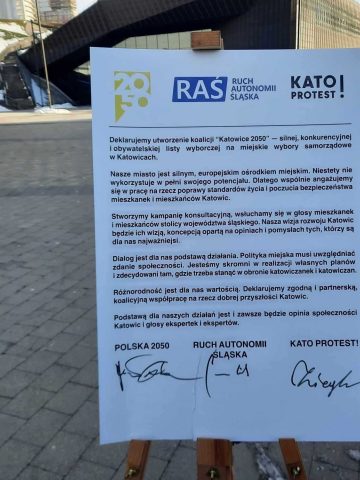 20
50
RAŚ
RUCH
AUTONOMII
ŚLĄSKA
KATO
PROTEST!
Deklarujemy utworzenie koalicji "Katowice 2050" – silnej, konkurencyjnej
i obywatelskiej listy wyborczej na miejskie wybory samorządowe
w Katowicach.
Nasze miasto jest silnym, europejskim ośrodkiem miejskim. Niestety nie
wykorzystuje w pełni swojego potencjału. Dlatego wspólnie angażujemy
się w pracę na rzecz poprawy standardów życia i poczucia bezpieczeństwa
mieszkanek i mieszkańców Katowic.
Stworzymy kampanię konsultacyjną, wsłuchamy się w głosy mieszkanek
i mieszkańców stolicy województwa śląskiego. Nasza wizja rozwoju Katowic
będzie ich wizją, koncepcją opartą na opiniach i pomysłach tych, którzy są
dla nas najważniejsi.
Dialog jest dla nas podstawą działania. Polityka miejska musi uwzględniać
zdanie społeczności. Jesteśmy skromni w realizacji własnych planów
i zdecydowani tam, gdzie trzeba stanąć w obronie katowiczanek i katowiczan.
Różnorodność jest dla nas wartością. Deklarujemy zgodną i partnerską,
koalicyjną współpracę na rzecz dobrej przyszłości Katowic.
Podstawą dla naszych działań jest i zawsze będzie opinia społeczności
Katowic i głosy ekspertek i ekspertów.
POLSKA 2050
RUCH AUTONOMII
ŚLĄSKA
KATO PROTEST!